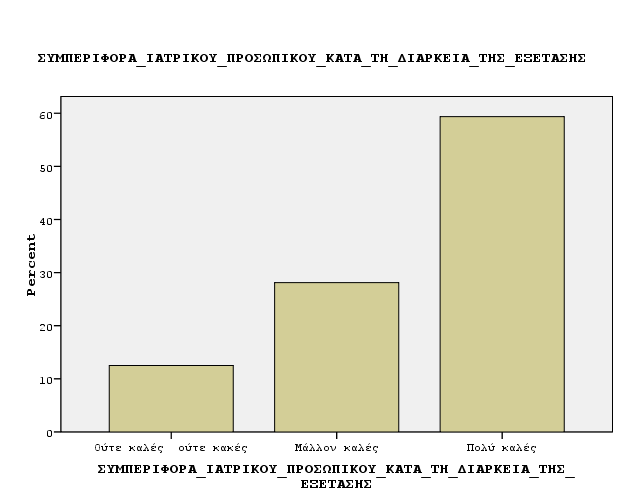 ΣΥΜΠΕΡΙΦΟΡΑ_ΙΑΤΡΙΚΟΥ_ΠΡΟΣΩΠΙΚΟΥ_ΚΑΤΑ_ΤΗ_ΔΙΑΡΚΕΙΑ_ΤΗΣ_ΕΞΕΤΑΣΗΣ
60
50
40
30
20
10
0
Percent
Ούτε καλές ούτε κακές
Μάλλον καλές
Πολύ καλές
ΣΥΜΠΕΡΙΦΟΡΑ_ΙΑΤΡΙΚΟΥ_ΠΡΟΣΩΠΙΚΟΥ_ΚΑΤΑ_ΤΗ_ΔΙΑΡΚΕΙΑ_ΤΗΣ_
ΕΞΕΤΑΣΗΣ